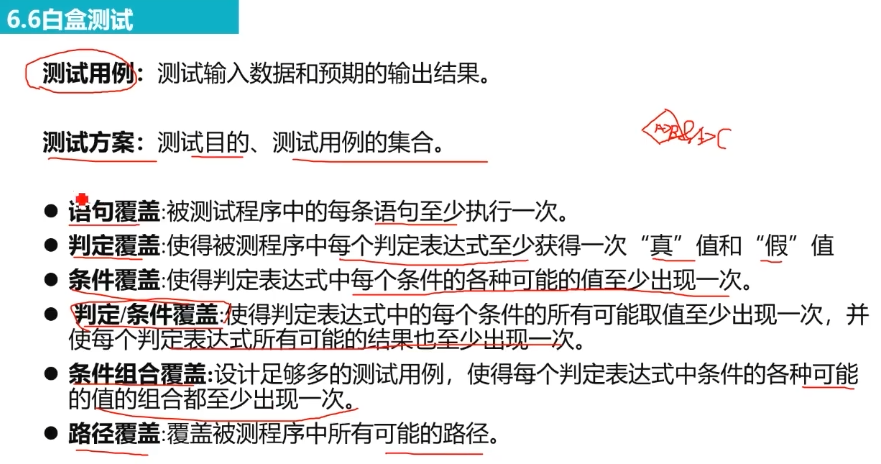 6.6白盒测试
测试用例：测试输入数据和预期的输出结果。
测试方案：测试目的、测试用例的集合。
A>B&A>C
● 语句覆盖:被测试程序中的每条语句至少执行一次。
● 判定覆盖:使得被测程序中每个判定表达式至少获得一次“真”值和“假”值
● 条件覆盖:使得判定表达式中每个条件的各种可能的值至少出现一次。
● 判定/条件覆盖:使得判定表达式中的每个条件的所有可能取值至少出现一次，并
使每个判定表达式所有可能的结果也至少出现一次。
● 条件组合覆盖:设计足够多的测试用例，使得每个判定表达式中条件的各种可能
的值的组合都至少出现一次。
● 路径覆盖:覆盖被测程序中所有可能的路径。